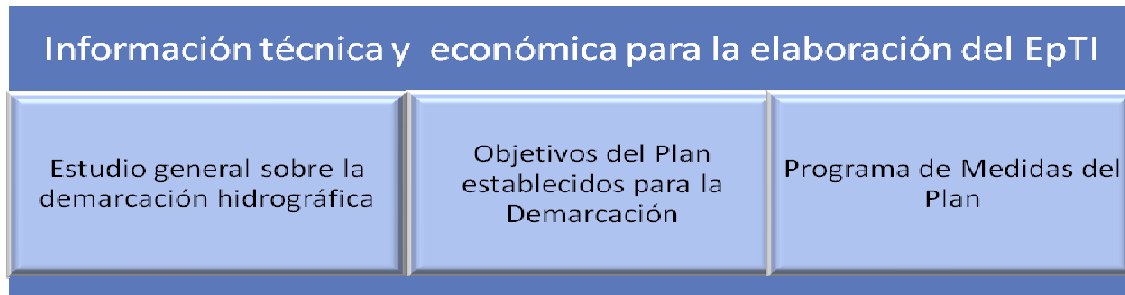 Información técnica y económica para la elaboración del EpTI
Estudio general sobre la
demarcación hidrográfica
Objetivos del Plan
establecidos para la
Demarcación
Programa de Medidas del
Plan